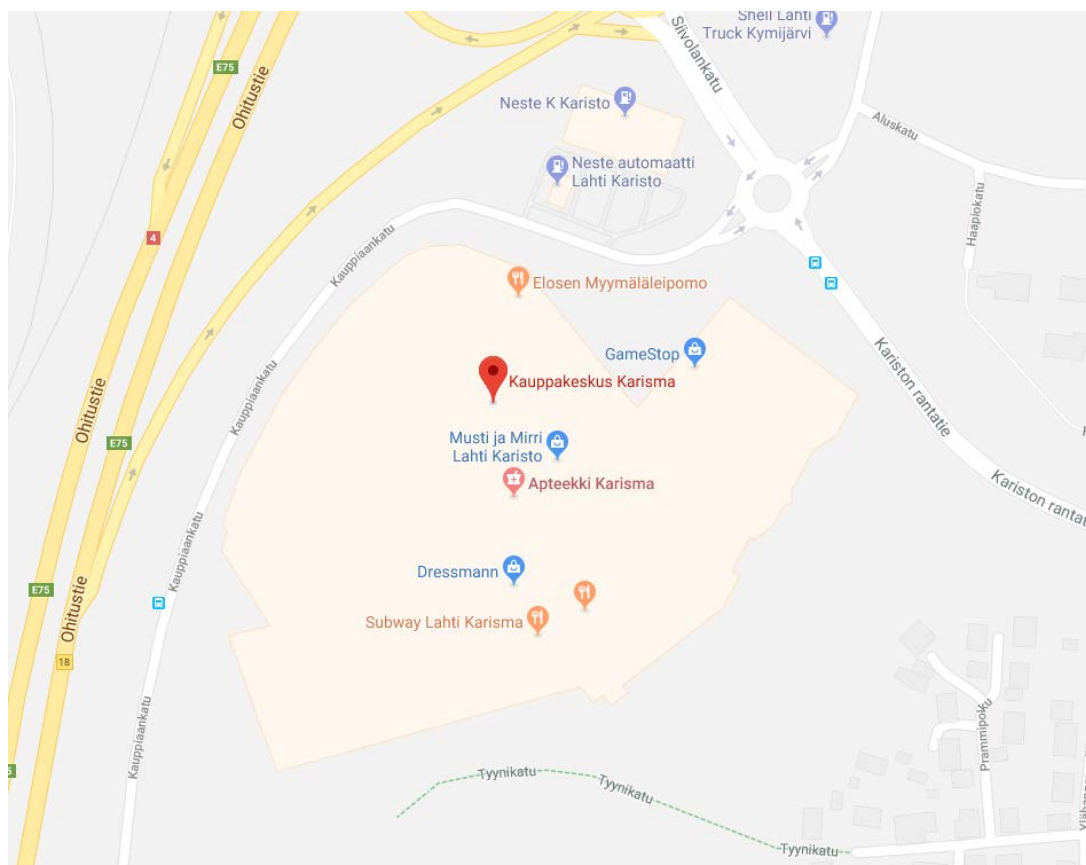 Shell Lahti
Truck Kymijärvi
Siivolankatu
E75
Ohitustie
Neste K Karisto
Aluskatu
Neste automaatti
Lahti Karisto
Haapiokatu
4
Kauppiaankatu
Elosen Myymäläleipomo
GameStop
Kariston rantatie
Kauppakeskus Karisma
Ohitustie
Kauppiaankatu
E75
Musti ja Mirri
Lahti Karisto
Apteekki Karisma
Kariston rantatie
Kauppiaankatu
Dressmann
E75
Ohitustie
Subway Lahti Karisma
18
Kauppiaankatu
Prammipolku
Tyynikatu
Tyynikatu
Tyynikatu